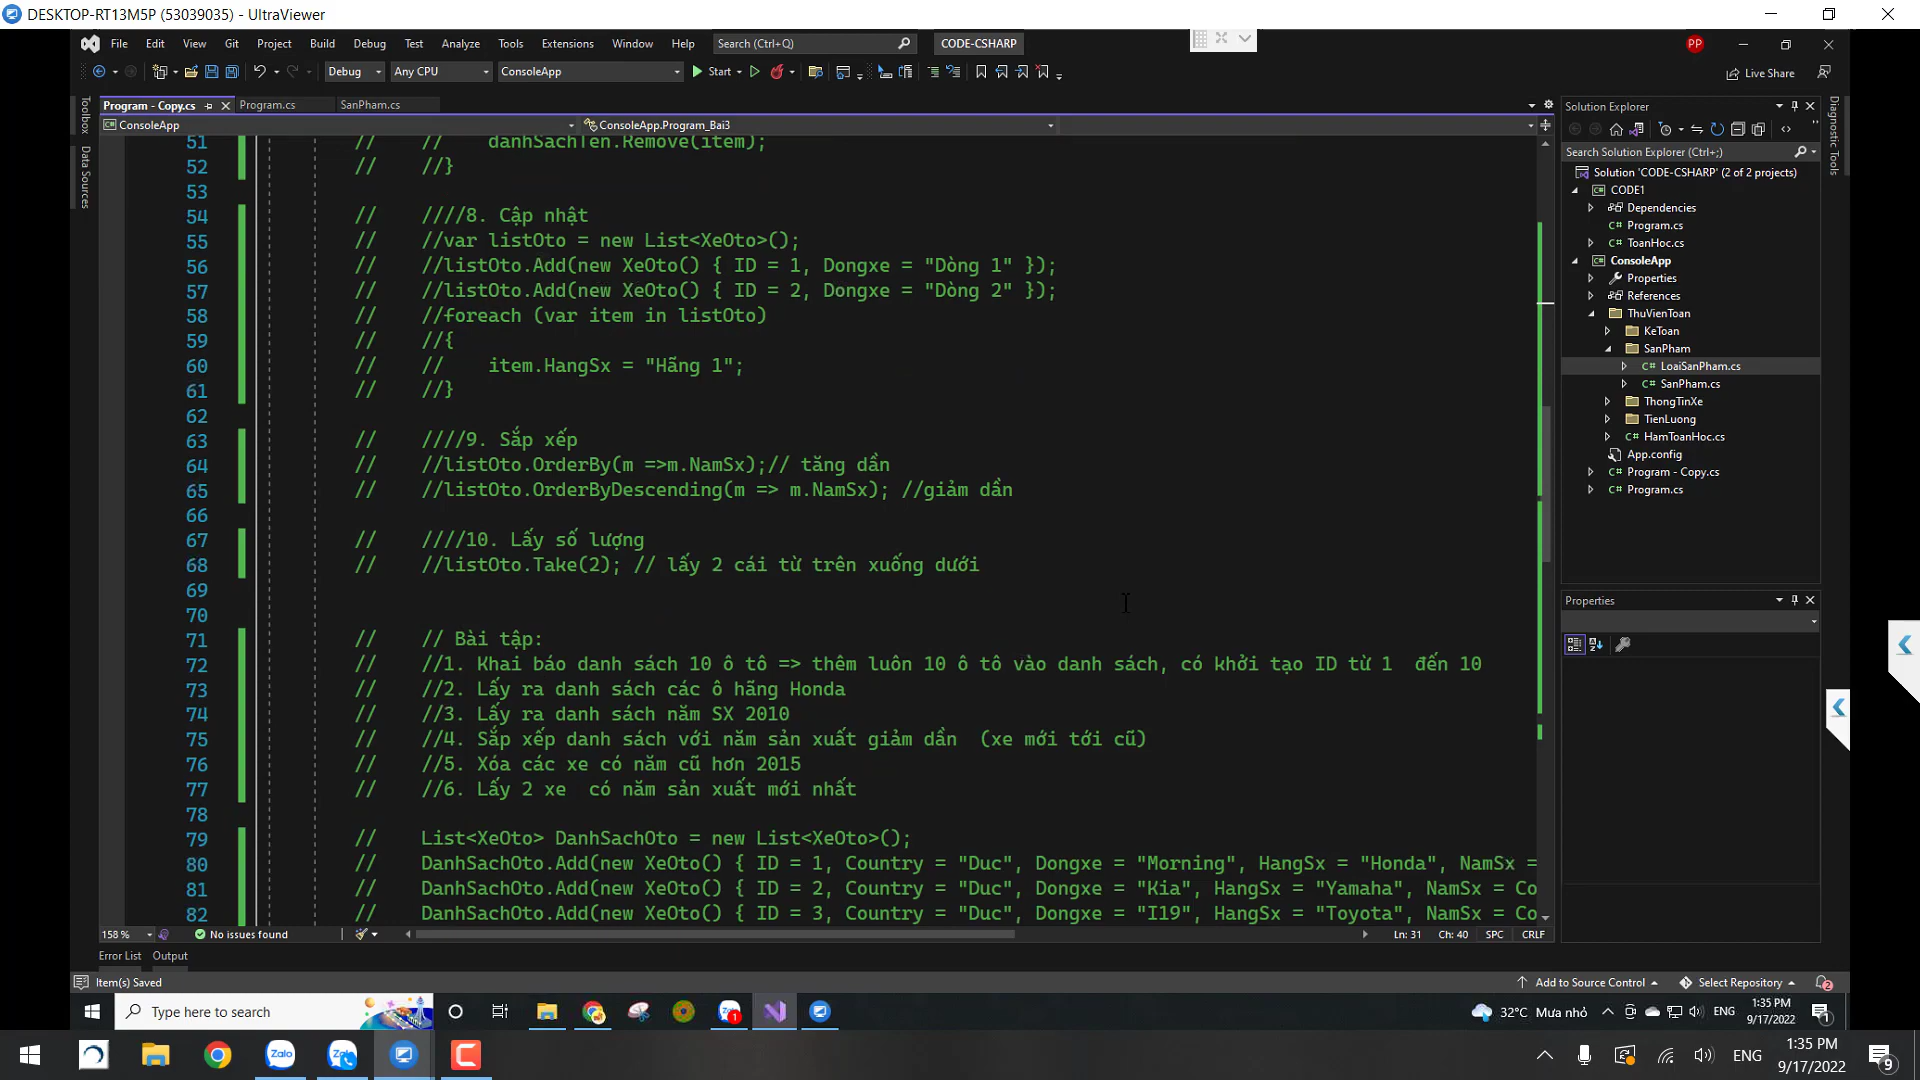 DESKTOP-RT13M5P (53039035) - UltraViewer
File Edit View Git Project Build Debug Test Analyze Tools Extensions Window Help Search (Ctrl+Q) CODE-CSHARP PP
Debug Any CPU ConsoleApp Start Live Share
Program - Copy.cs Program.cs SanPham.cs
ConsoleApp ConsoleApp.Program_Bai3
51 // // danhSachTen.Remove(item);
52 // //}
53
54 // ////8. Cập nhật
55 // //var listOto = new List<XeOto>();
56 // //listOto.Add(new XeOto() { ID = 1, Dongxe = "Dòng 1" });
57 // //listOto.Add(new XeOto() { ID = 2, Dongxe = "Dòng 2" });
58 // //foreach (var item in listOto)
59 // //{
60 // // item.HangSx = "Hãng 1";
61 // //}
62
63 // ////9. Sắp xếp
64 // //listOto.OrderBy(m =>m.NamSx);// tăng dần
65 // //listOto.OrderByDescending(m => m.NamSx); //giảm dần
66
67 // ////10. Lấy số lượng
68 // //listOto.Take(2); // lấy 2 cái từ trên xuống dưới
69
70
71 // // Bài tập:
72 // //1. Khai báo danh sách 10 ô tô => thêm luôn 10 ô tô vào danh sách, có khởi tạo ID từ 1 đến 10
73 // //2. Lấy ra danh sách các ô hãng Honda
74 // //3. Lấy ra danh sách năm SX 2010
75 // //4. Sắp xếp danh sách với năm sản xuất giảm dần (xe mới tới cũ)
76 // //5. Xóa các xe có năm cũ hơn 2015
77 // //6. Lấy 2 xe có năm sản xuất mới nhất
78
79 // List<XeOto> DanhSachOto = new List<XeOto>();
80 // DanhSachOto.Add(new XeOto() { ID = 1, Country = "Duc", Dongxe = "Morning", HangSx = "Honda", NamSx =
81 // DanhSachOto.Add(new XeOto() { ID = 2, Country = "Duc", Dongxe = "Kia", HangSx = "Yamaha", NamSx = Co
82 // DanhSachOto.Add(new XeOto() { ID = 3, Country = "Duc", Dongxe = "I19", HangSx = "Toyota", NamSx = Co
158 % No issues found Ln: 31 Ch: 40 SPC CRLF
Error List Output
Item(s) Saved Add to Source Control Select Repository 2
Toolbox
Data Sources
Solution Explorer
Search Solution Explorer (Ctrl+;)
Solution 'CODE-CSHARP' (2 of 2 projects)
CODE1
Dependencies
C# Program.cs
C# ToanHoc.cs
ConsoleApp
Properties
References
ThuVienToan
KeToan
SanPham
C# LoaiSanPham.cs
C# SanPham.cs
ThongTinXe
TienLuong
C# HamToanHoc.cs
App.config
C# Program - Copy.cs
C# Program.cs
Properties
Diagnostic Tools
Type here to search 1 32°C Mưa nhỏ ENG 1:35 PM
9/17/2022 1
Zalo Zalo ENG 1:35 PM
9/17/2022 9